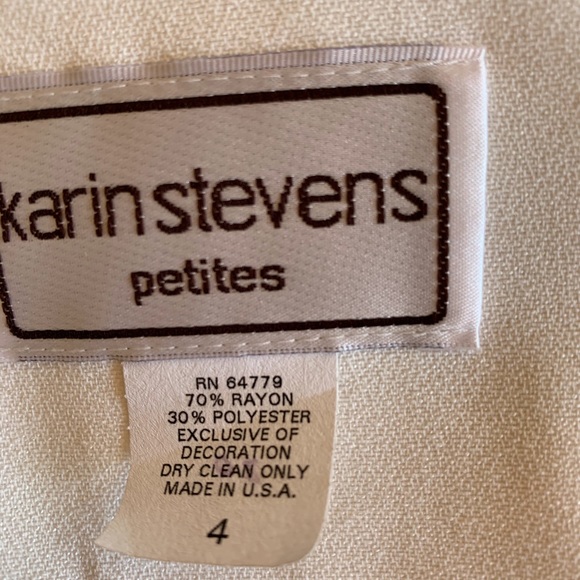 karin stevens
petites
RN 64779
70% RAYON
30% POLYESTER
EXCLUSIVE OF
DECORATION
DRY CLEAN ONLY
MADE IN U.S.A.
4